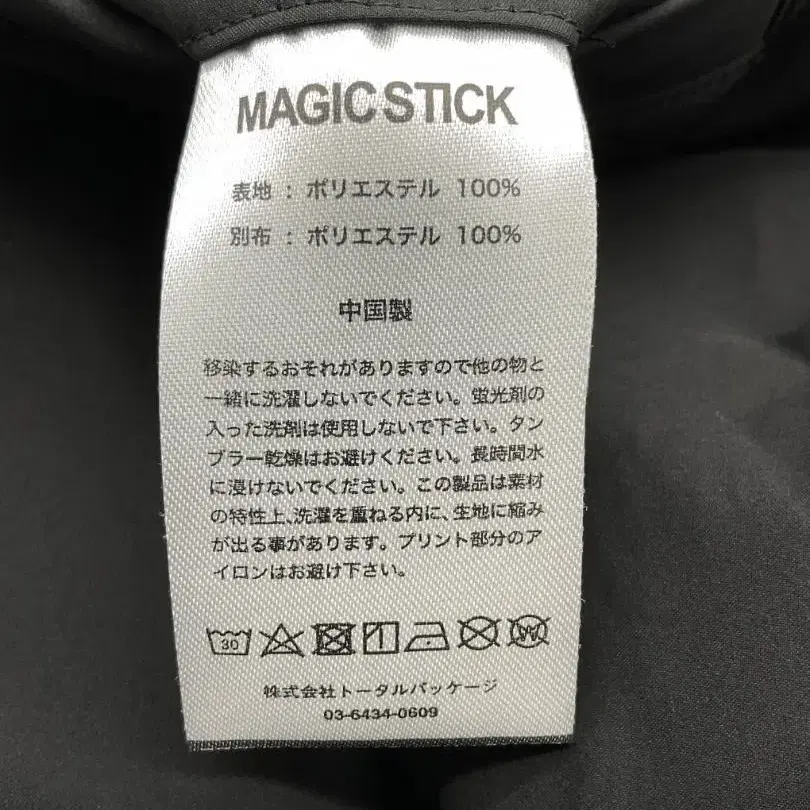 MAGIC STICK
表地 : ポリエステル 100%
別布 : ポリエステル 100%
中国製
移染するおそれがありますので他の物と
一緒に洗濯しないでください。蛍光剤の
入った洗剤は使用しないで下さい。タン
ブラー乾燥はお避けください。長時間水
に浸けないでください。この製品は素材
の特性上、洗濯を重ねる内に、生地に縮み
が出る事があります。プリント部分のア
イロンはお避け下さい。
30
W
株式会社トータルパッケージ
03-6434-0609